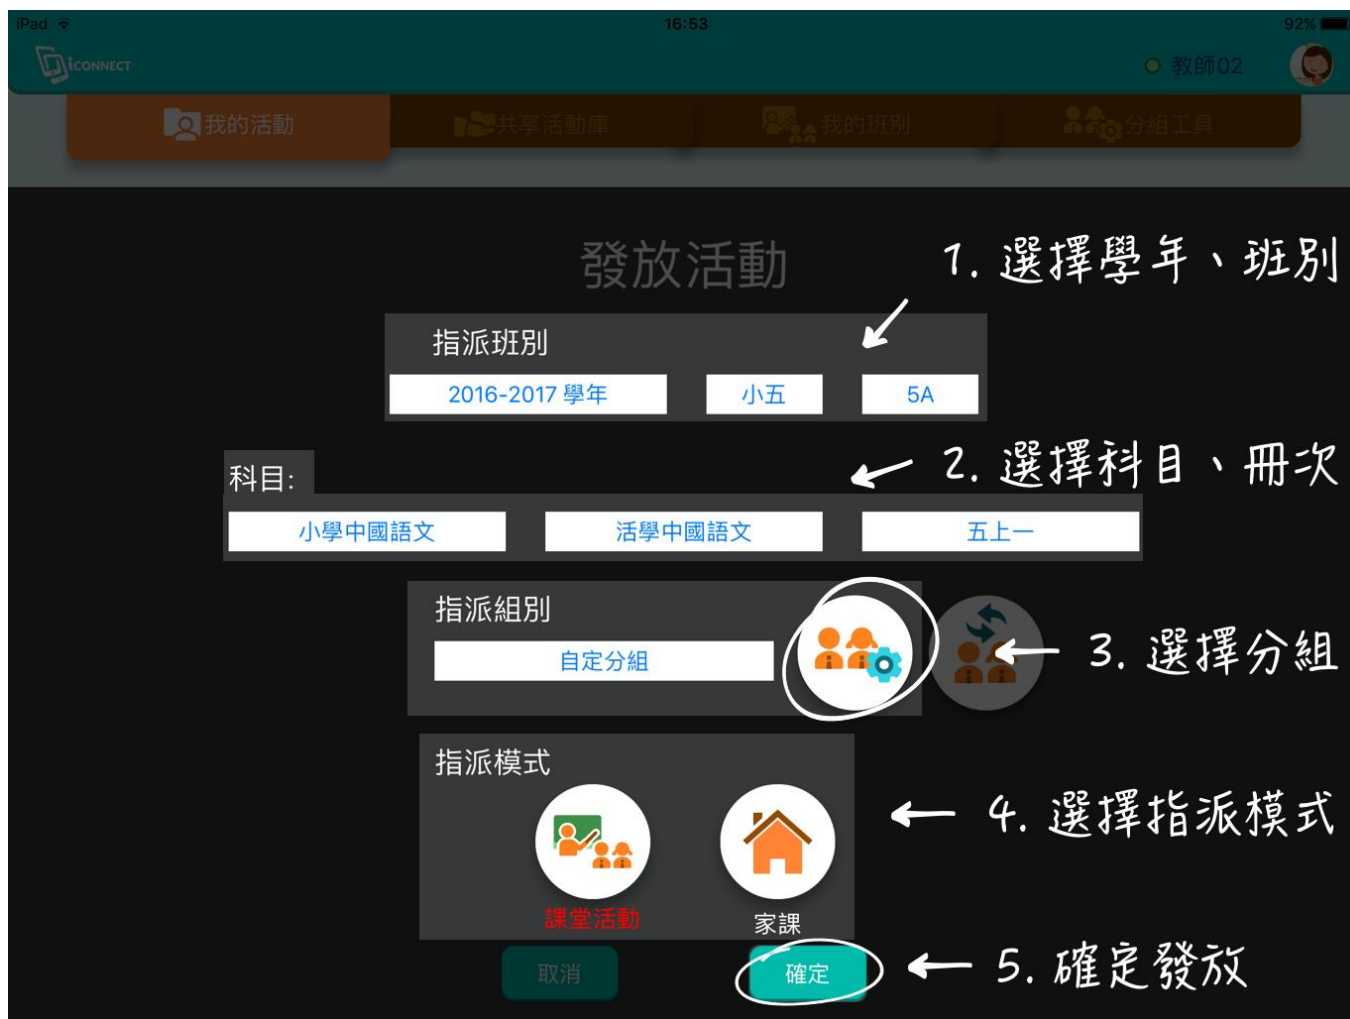 iPad 16:53 92%
iCONNECT 教師02
我的活動 共享活動庫 我的班別 分組工具
發放活動 1. 選擇學年、班別
指派班別
2016-2017 學年 小五 5A
科目: 2. 選擇科目、冊次
小學中國語文 活學中國語文 五上一
指派組別
自定分組 3. 選擇分組
指派模式
4. 選擇指派模式
課堂活動 家課
取消 確定 5. 確定發放